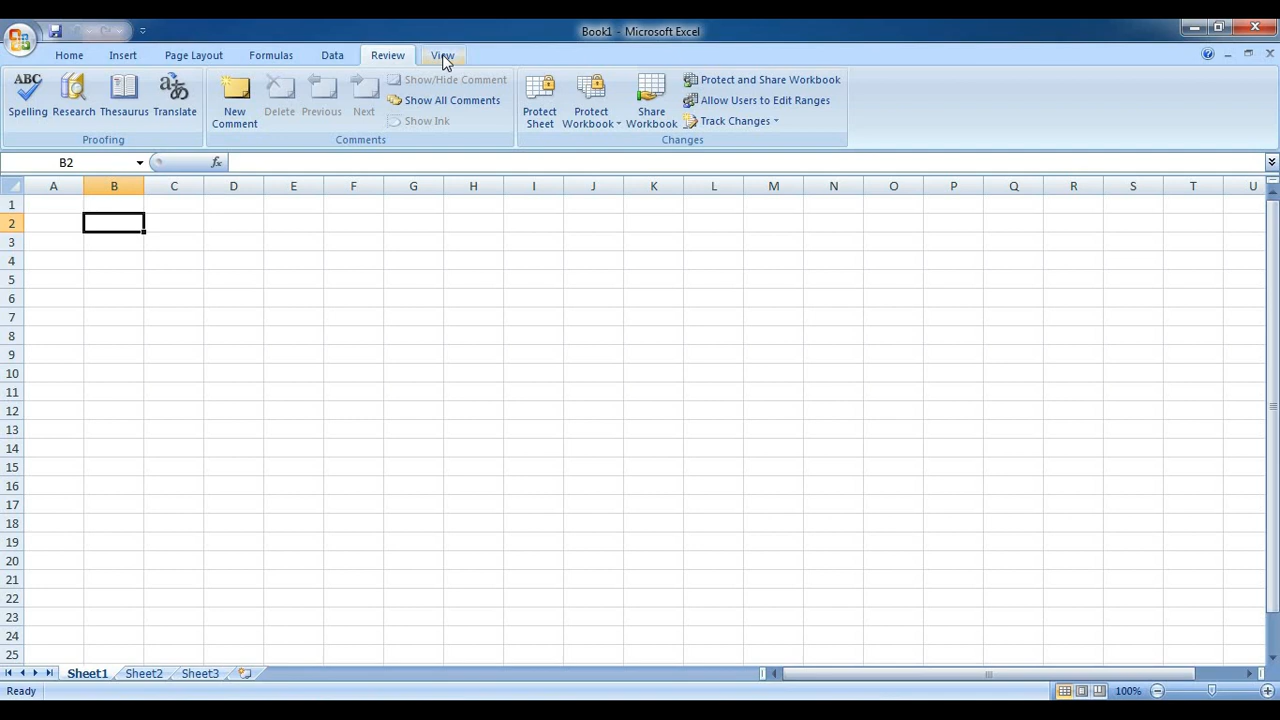 Book1 - Microsoft Excel
Home Insert Page Layout Formulas Data Review View
ABC
Spelling Research Thesaurus Translate
Proofing
New Comment Delete Previous Next
Show/Hide Comment
Show All Comments
Show Ink
Comments
Protect Sheet Protect Workbook Share Workbook
Protect and Share Workbook
Allow Users to Edit Ranges
Track Changes
Changes
B2 fx
A B C D E F G H I J K L M N O P Q R S T U
1
2
3
4
5
6
7
8
9
10
11
12
13
14
15
16
17
18
19
20
21
22
23
24
25
Sheet1 Sheet2 Sheet3
Ready 100%